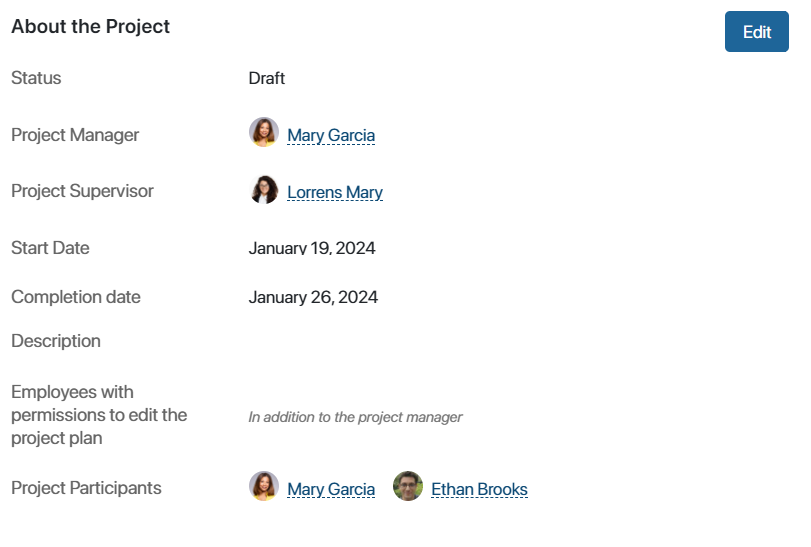 About the Project
Edit
Status Draft
Project Manager Mary Garcia
Project Supervisor Lorrens Mary
Start Date January 19, 2024
Completion date January 26, 2024
Description
Employees with
permissions to edit the
project plan
In addition to the project manager
Project Participants Mary Garcia Ethan Brooks